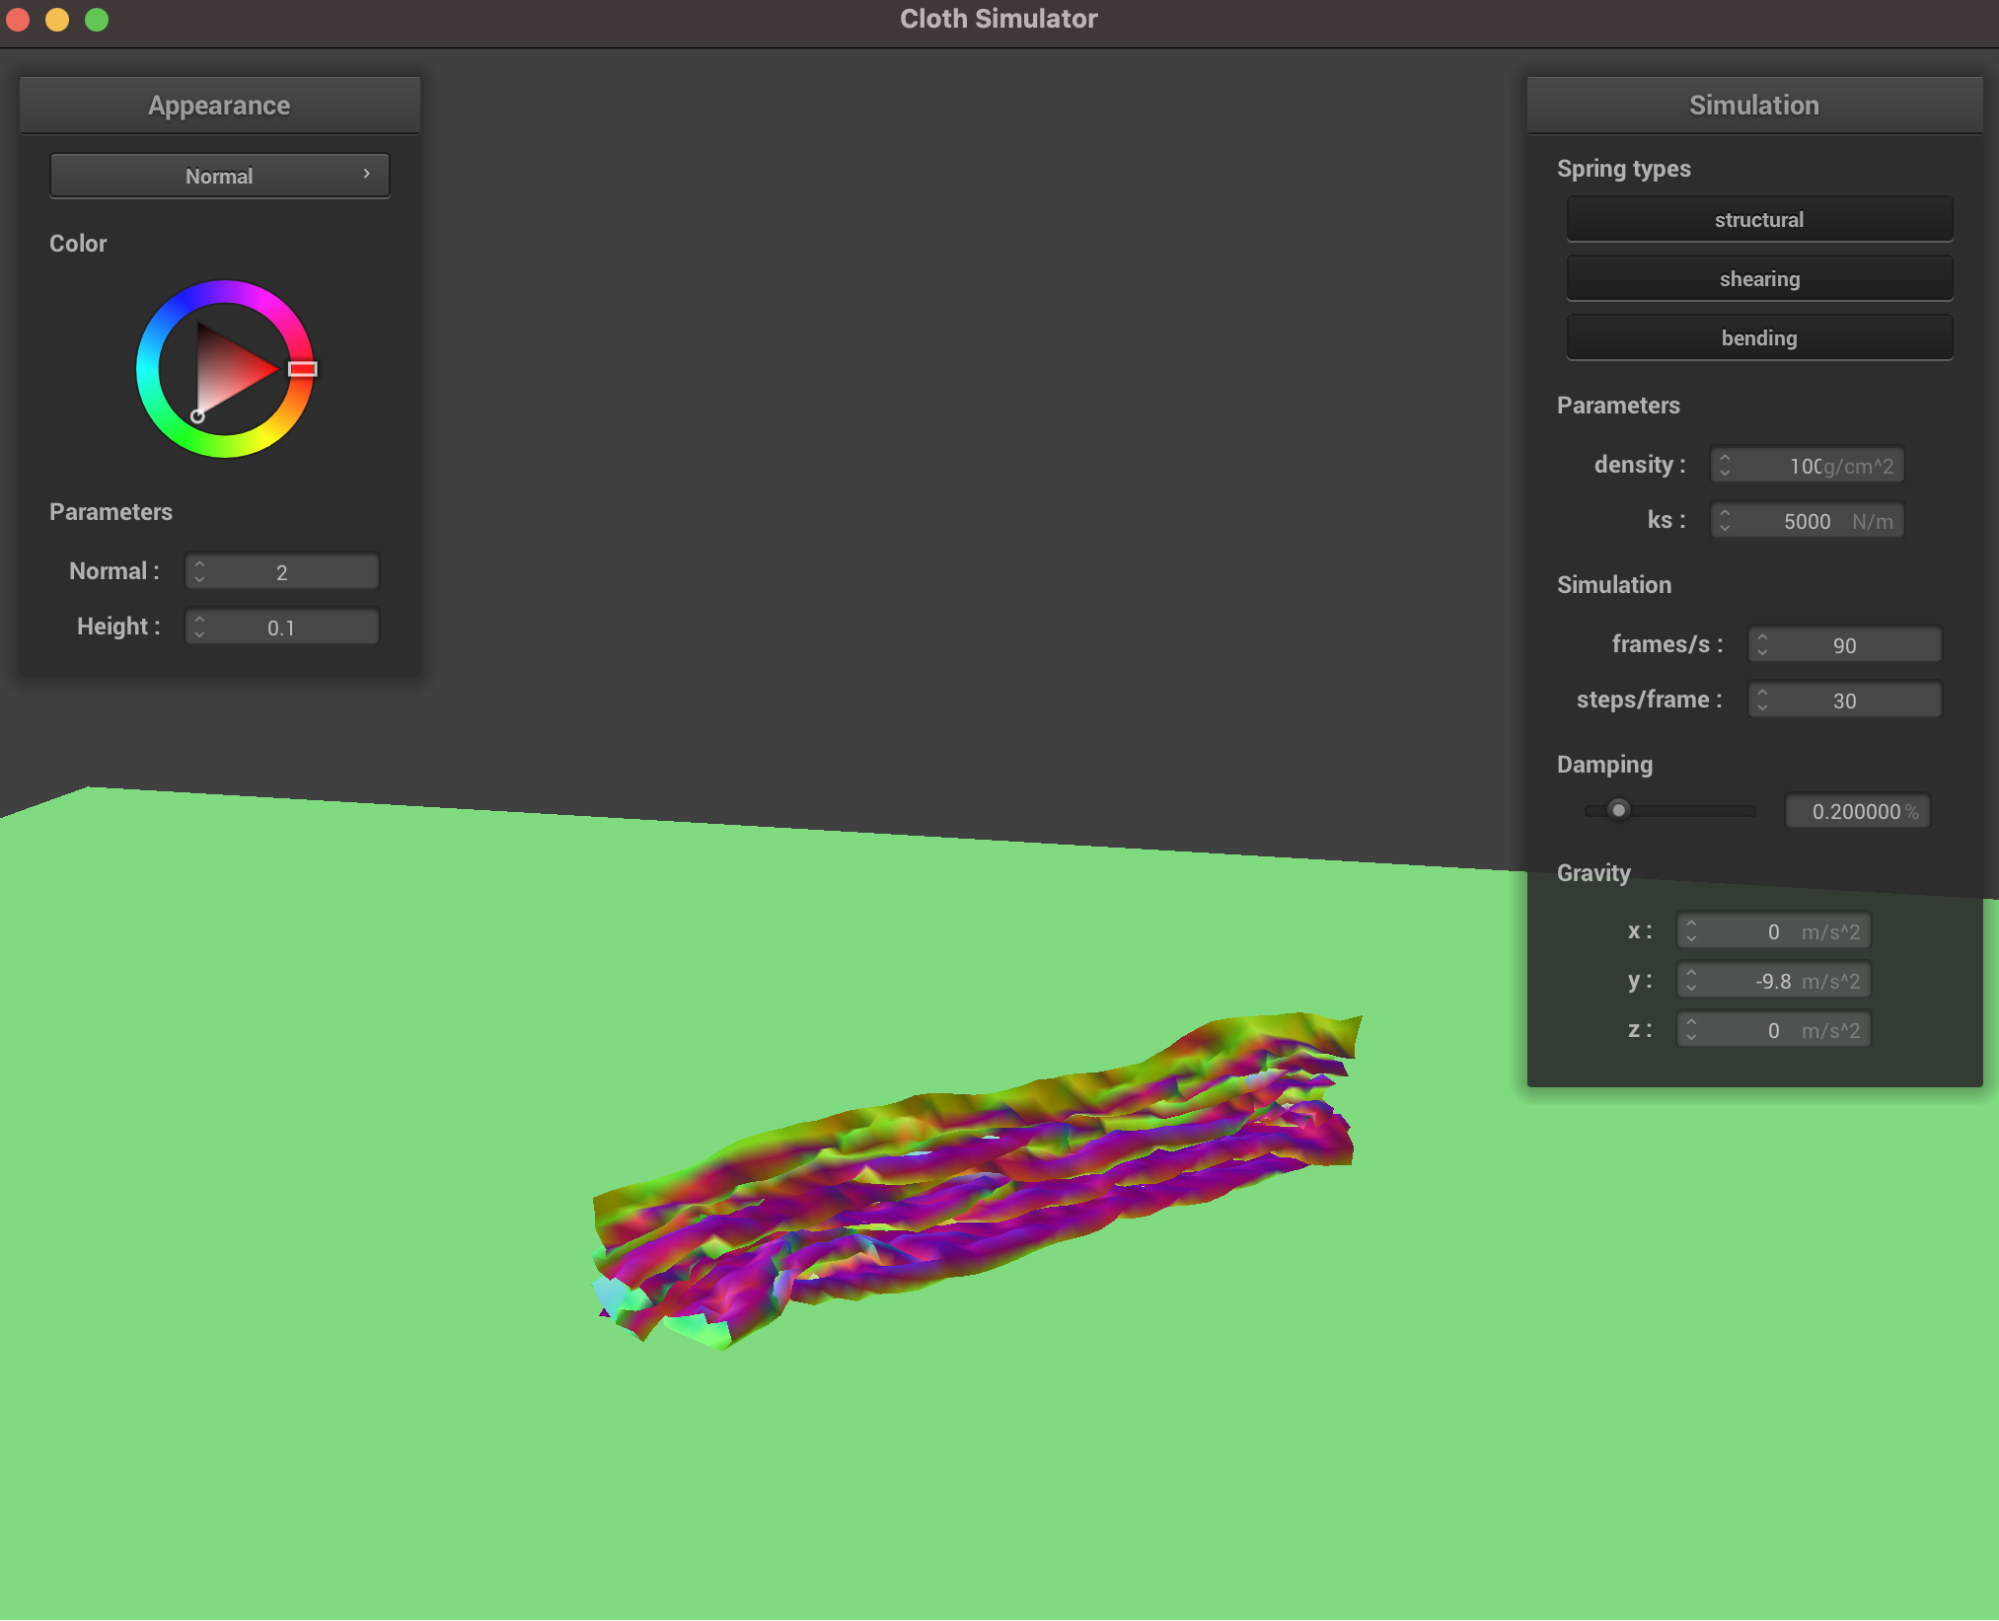 Cloth Simulator
Appearance
Normal
Color
Parameters
Normal : 2
Height : 0.1
Simulation
Spring types
structural
shearing
bending
Parameters
density : 100g/cm^2
ks : 5000 N/m
Simulation
frames/s : 90
steps/frame : 30
Damping
0.200000 %
Gravity
x : 0 m/s^2
y : -9.8 m/s^2
z : 0 m/s^2